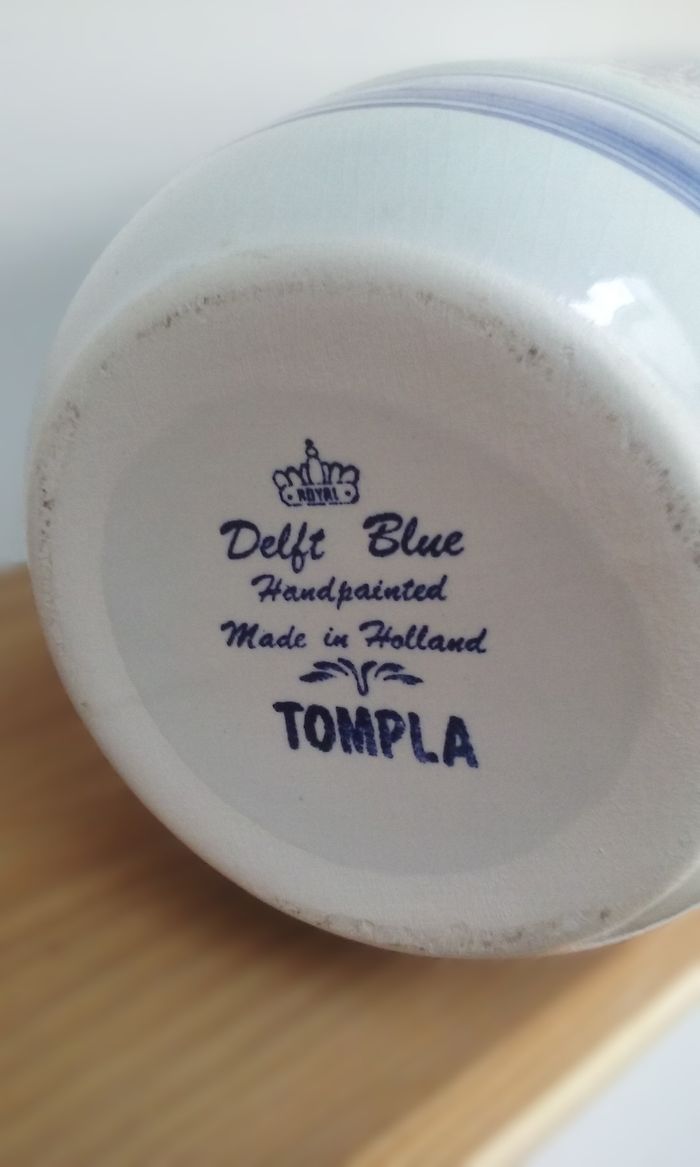 ROYAL
Delft Blue
Handpainted
Made in Holland
TOMPLA